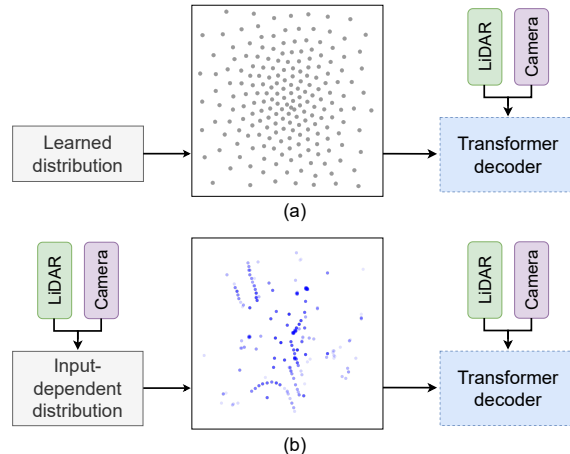 LiDAR
Camera
Learned
distribution
Transformer
decoder
(a)
LiDAR
Camera
LiDAR
Camera
Input-
dependent
distribution
Transformer
decoder
(b)